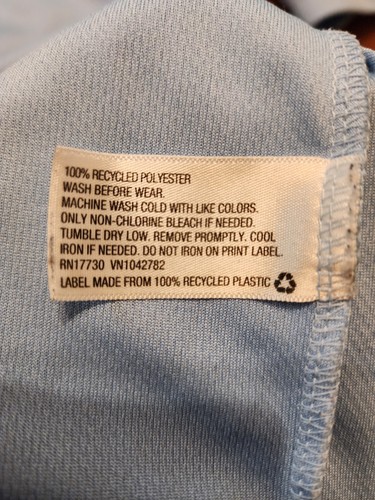 100% RECYCLED POLYESTER
WASH BEFORE WEAR.
MACHINE WASH COLD WITH LIKE COLORS.
ONLY NON-CHLORINE BLEACH IF NEEDED.
TUMBLE DRY LOW. REMOVE PROMPTLY. COOL
IRON IF NEEDED. DO NOT IRON ON PRINT LABEL.
RN17730 VN1042782
LABEL MADE FROM 100% RECYCLED PLASTIC